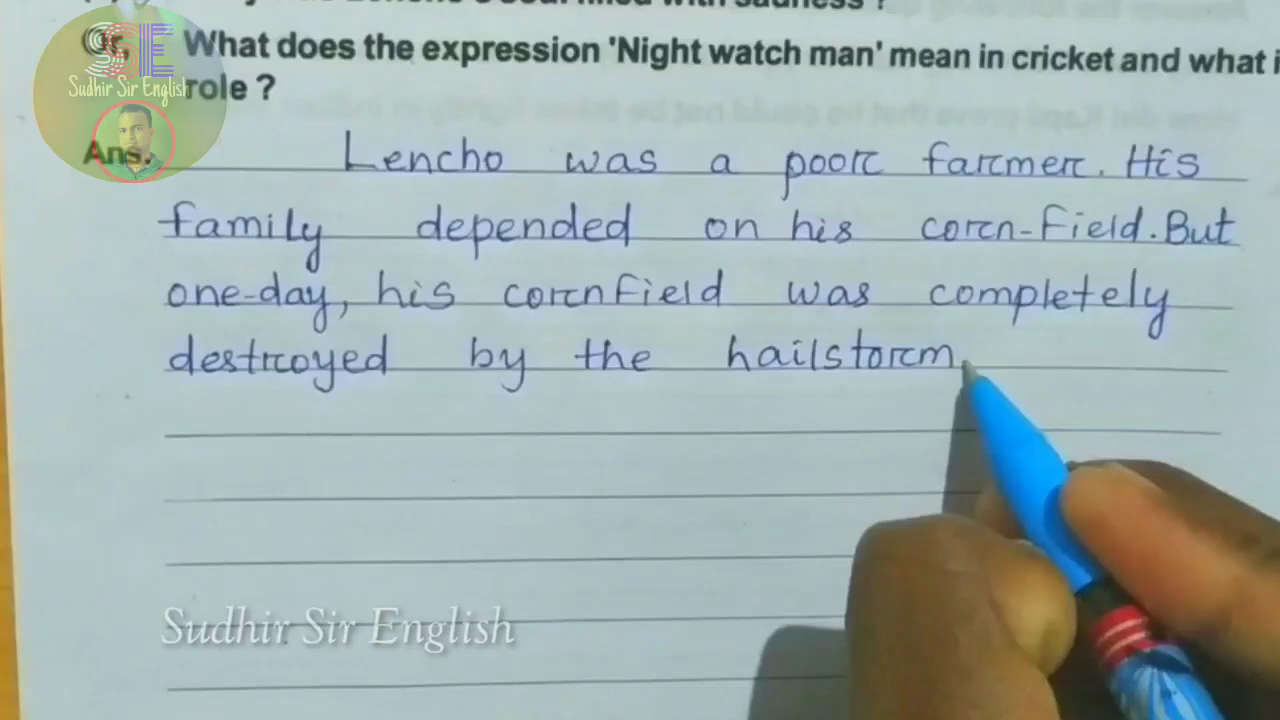 What does the expression 'Night watch man' mean in cricket and what i
role ?
SE
Sudhir Sir English
Ans.
Lencho was a poor farmer. His
family depended on his corn-field. But
one-day, his cornfield was completely
destroyed by the hailstorm.
Sudhir Sir English